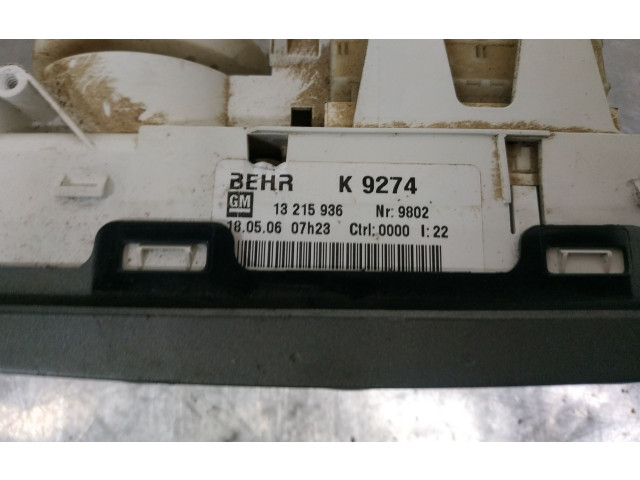 BEHR K 9274
GM 13 215 936 Nr: 9802
18.05.06 07h23 Ctrl: 0000 I: 22